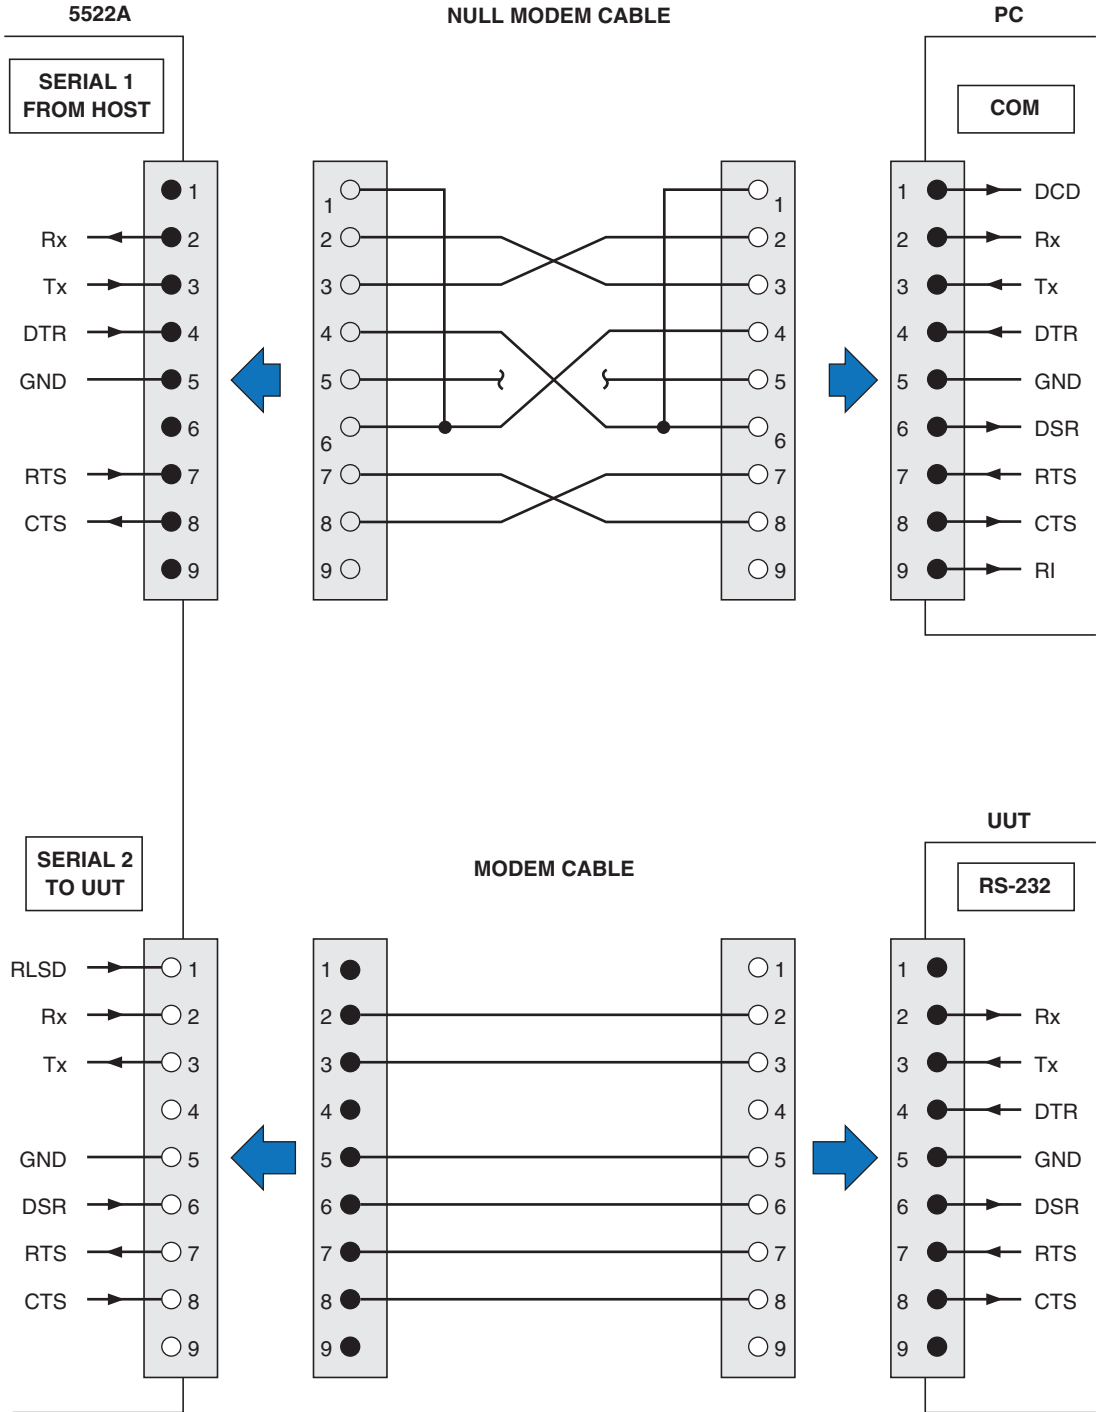 5522A NULL MODEM CABLE PC
SERIAL 1
FROM HOST
COM
1 1 1 1 DCD
Rx 2 2 2 2 Rx
Tx 3 3 3 3 Tx
DTR 4 4 4 4 DTR
GND 5 5 5 5 GND
6 6 6 6 DSR
RTS 7 7 7 7 RTS
CTS 8 8 8 8 CTS
9 9 9 9 RI
UUT
SERIAL 2
TO UUT
MODEM CABLE
RS-232
RLSD 1 1 1 1
Rx 2 2 2 2 Rx
Tx 3 3 3 3 Tx
4 4 4 4 DTR
GND 5 5 5 5 GND
DSR 6 6 6 6 DSR
RTS 7 7 7 7 RTS
CTS 8 8 8 8 CTS
9 9 9 9